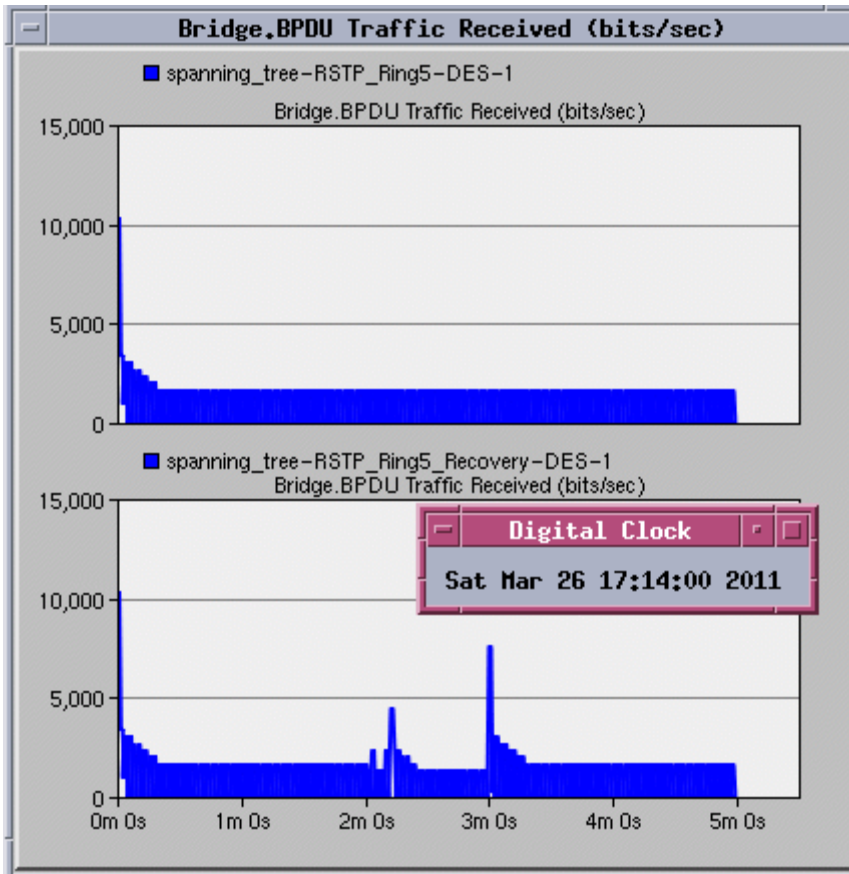 Bridge.BPDU Traffic Received (bits/sec)
spanning_tree-RSTP_Ring5-DES-1
Bridge.BPDU Traffic Received (bits/sec)
15,000
10,000
5,000
0
spanning_tree-RSTP_Ring5_Recovery-DES-1
Bridge.BPDU Traffic Received (bits/sec)
15,000
Digital Clock
Sat Mar 26 17:14:00 2011
10,000
5,000
0
0m 0s 1m 0s 2m 0s 3m 0s 4m 0s 5m 0s